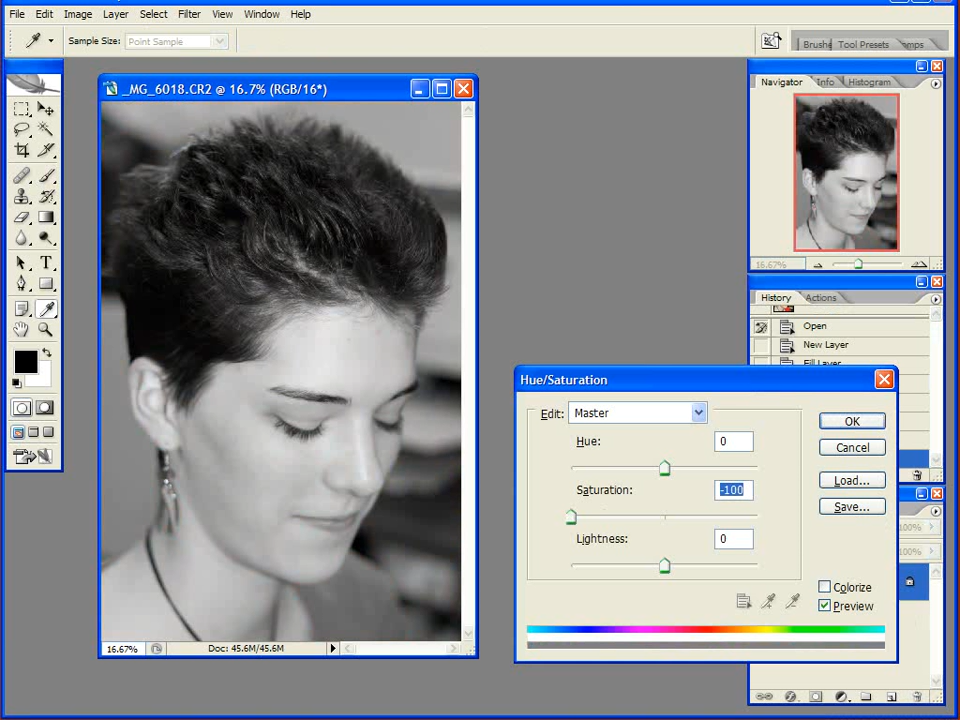 File Edit Image Layer Select Filter View Window Help
Sample Size: Point Sample
Brushe Tool Presets omps
_MG_6018.CR2 @ 16.7% (RGB/16*)
Navigator Info Histogram
16.67%
History Actions
Open
New Layer
Fill Layer
Hue/Saturation
Edit: Master
Hue: 0
Saturation: -100
Lightness: 0
OK
Cancel
Load...
Save...
Colorize
Preview
100%
100%
T
16.67% Doc: 45.6M/45.6M